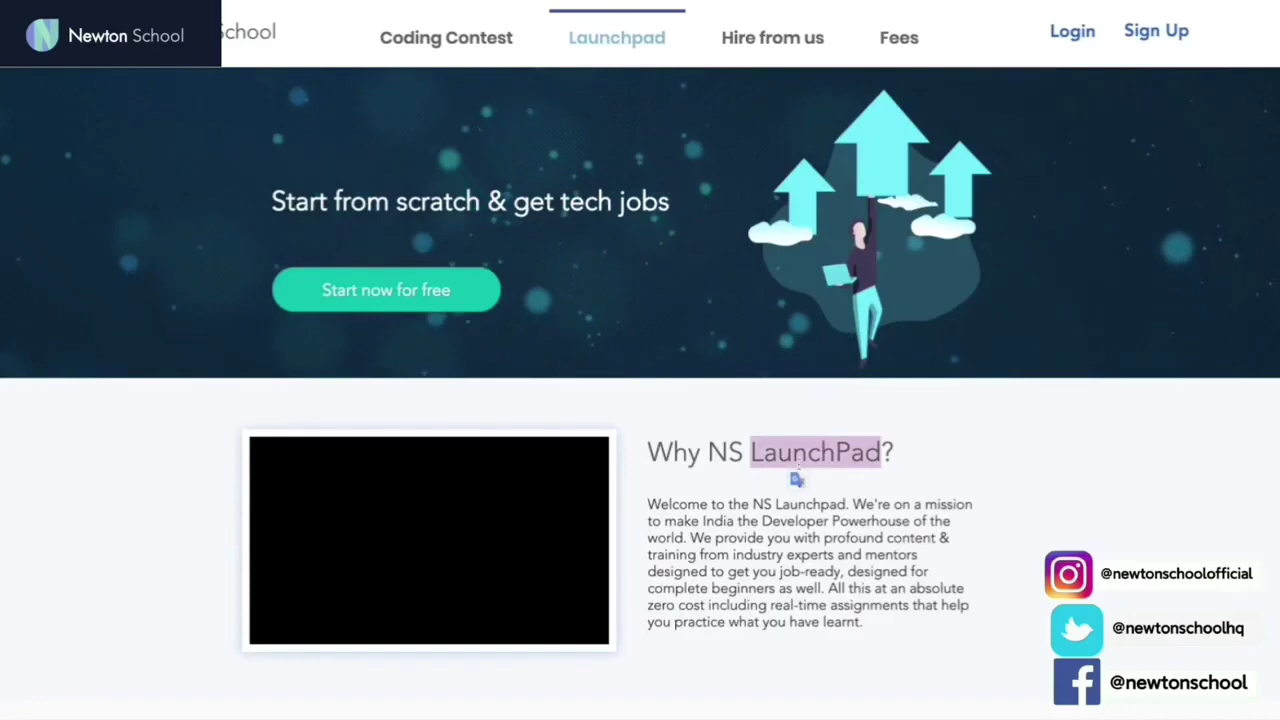 Newton School
School
Coding Contest
Launchpad
Hire from us
Fees
Login
Sign Up
Start from scratch & get tech jobs
Start now for free
Why NS LaunchPad?
Welcome to the NS Launchpad. We're on a mission
to make India the Developer Powerhouse of the
world. We provide you with profound content &
training from industry experts and mentors
designed to get you job-ready, designed for
complete beginners as well. All this at an absolute
zero cost including real-time assignments that help
you practice what you have learnt.
@newtonschoolofficial
@newtonschoolhq
@newtonschool